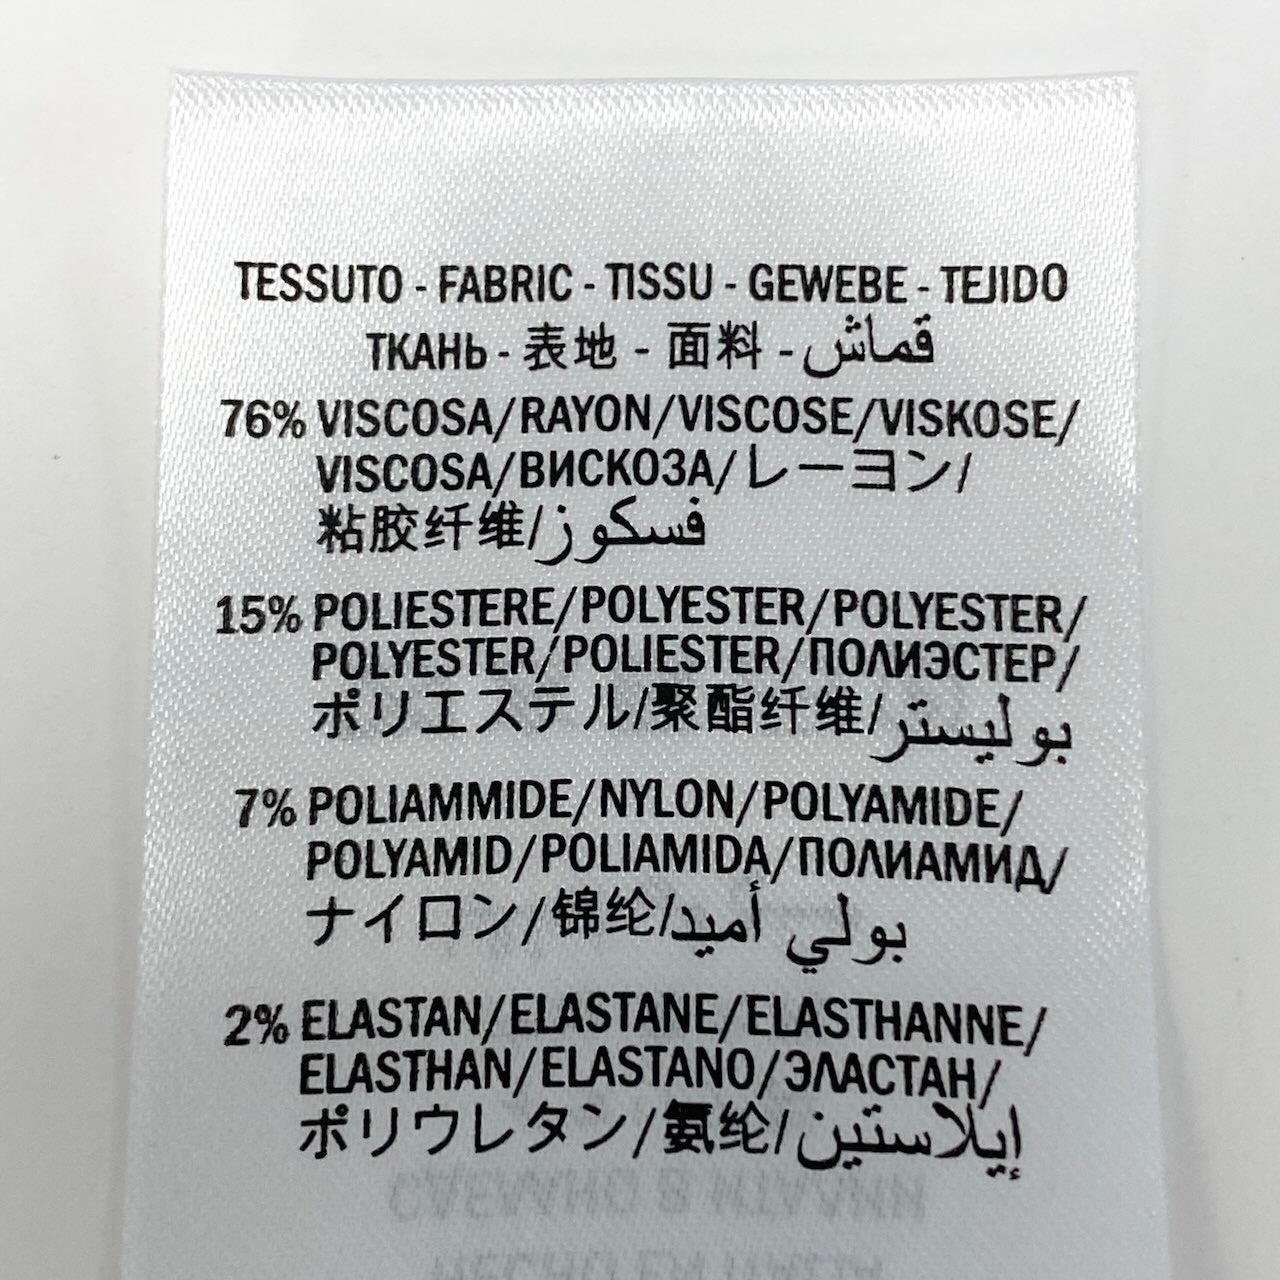 TESSUTO - FABRIC - TISSU - GEWEBE - TEJIDO
ТКАНЬ - 表地 - 面料 - قماش
76% VISCOSA/RAYON/VISCOSE/VISKOSE/
VISCOSA/ВИСКОЗА/レーヨン/
粘胶纤维/فسكوز
15% POLIESTERE/POLYESTER/POLYESTER/
POLYESTER/POLIESTER/ПОЛИЭСТЕР/
ポリエステル/聚酯纤维/بوليستر
7% POLIAMMIDE/NYLON/POLYAMIDE/
POLYAMID/POLIAMIDA/ПОЛИАМИД/
ナイロン/锦纶/بولي أميد
2% ELASTAN/ELASTANE/ELASTHANNE/
ELASTHAN/ELASTANO/ЭЛАСТАН/
ポリウレタン/氨纶/إيلاستين